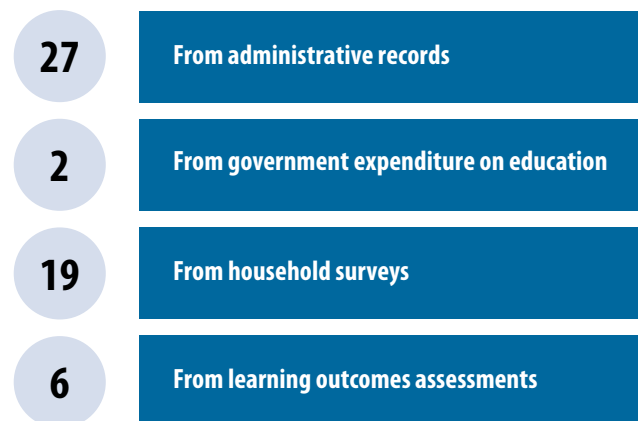 27
From administrative records
2
From government expenditure on education
19
From household surveys
6
From learning outcomes assessments